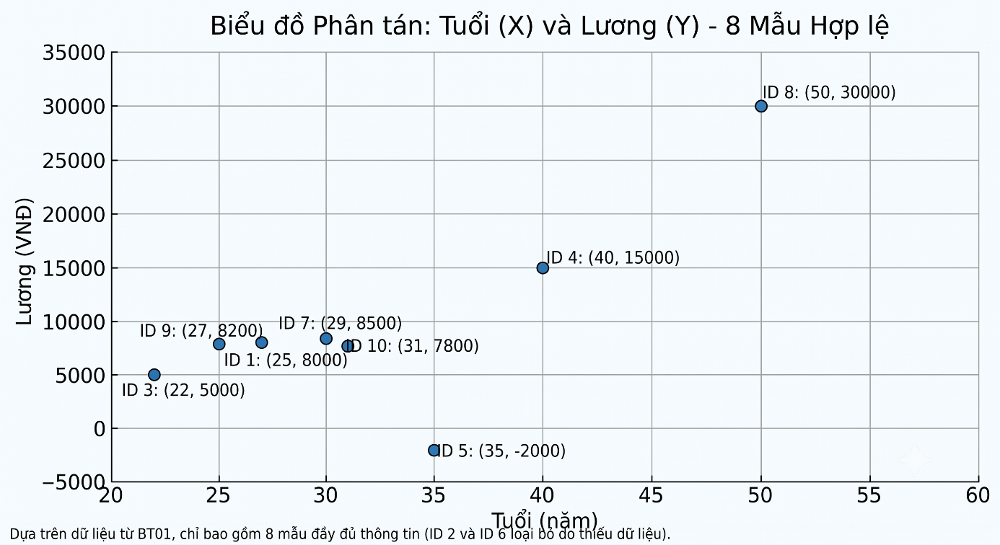 Biểu đồ Phân tán: Tuổi (X) và Lương (Y) - 8 Mẫu Hợp lệ
35000
30000
25000
20000
15000
10000
5000
0
−5000
Lương (VNĐ)
ID 8: (50, 30000)
ID 4: (40, 15000)
ID 7: (29, 8500)
ID 9: (27, 8200)
ID 10: (31, 7800)
ID 1: (25, 8000)
ID 3: (22, 5000)
ID 5: (35, -2000)
20 25 30 35 40 45 50 55 60
Tuổi (năm)
Dựa trên dữ liệu từ BT01, chỉ bao gồm 8 mẫu đầy đủ thông tin (ID 2 và ID 6 loại bỏ do thiếu dữ liệu).